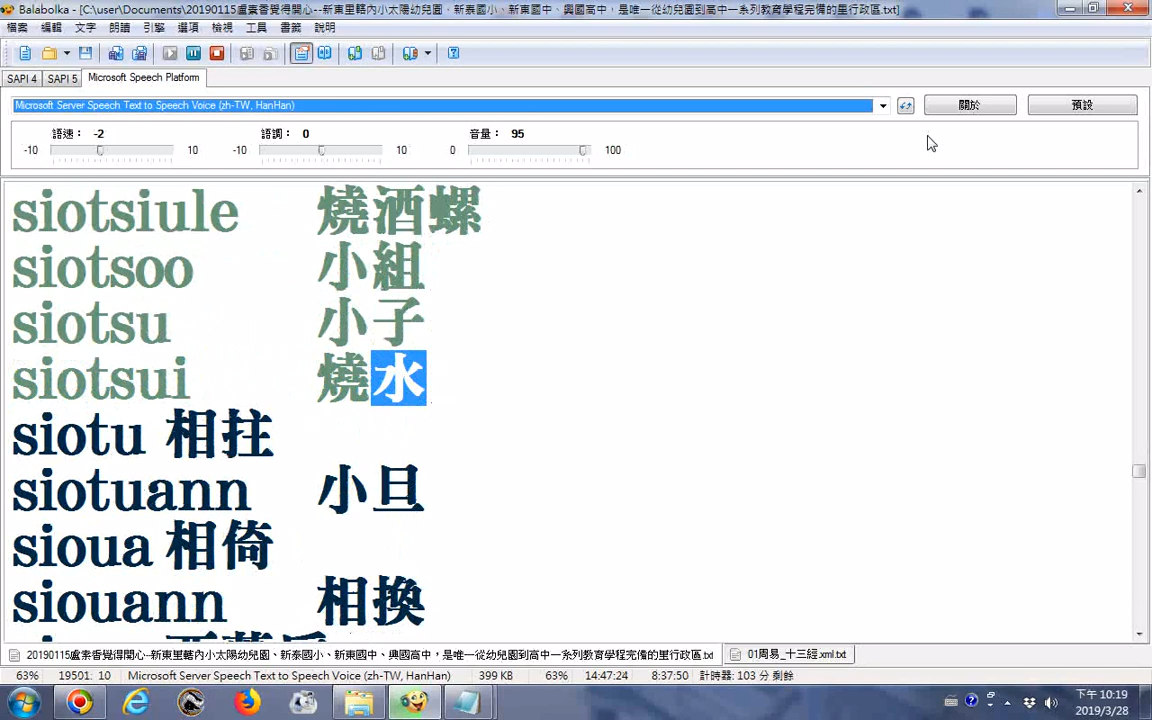 Balabolka - [C:\user\Documents\20190115盧素香覺得開心--新東里轄內小太陽幼兒園、新泰國小、新東國中、興國高中，是唯一從幼兒園到高中一系列教育學程完備的里行政區.txt]
檔案 編輯 文字 朗讀 引擎 選項 檢視 工具 書籤 說明
SAPI 4 SAPI 5 Microsoft Speech Platform
Microsoft Server Speech Text to Speech Voice (zh-TW, HanHan) 關於 預設
語速： -2 語調： 0 音量： 95
-10 10 -10 10 0 100
siotsiule 燒酒螺
siotsoo 小組
siotsu 小子
siotsui 燒水
siotu 相拄
siotuann 小旦
sioua 相倚
siouann 相換
20190115盧素香覺得開心--新東里轄內小太陽幼兒園、新泰國小、新東國中、興國高中，是唯一從幼兒園到高中一系列教育學程完備的里行政區.txt 01周易_十三經.xml.txt
63% 19501: 10 Microsoft Server Speech Text to Speech Voice (zh-TW, HanHan) 399 KB 63% 14:47:24 8:37:50 計時器: 103 分 剩餘
下午 10:19
2019/3/28